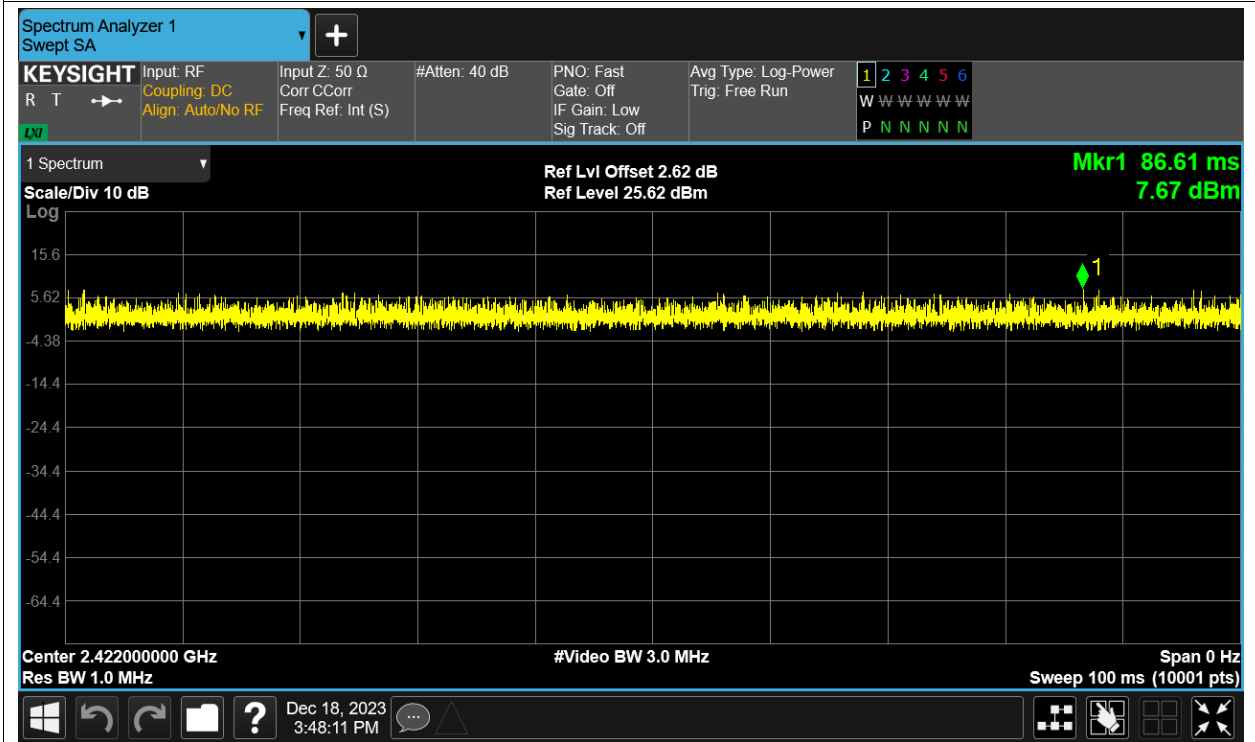 Spectrum Analyzer 1
Swept SA
+
KEYSIGHT
R T
LXI
Input: RF
Coupling: DC
Align: Auto/No RF
Input Z: 50 Ω
Corr CCorr
Freq Ref: Int (S)
#Atten: 40 dB
PNO: Fast
Gate: Off
IF Gain: Low
Sig Track: Off
Avg Type: Log-Power
Trig: Free Run
1 2 3 4 5 6
W W W W W W
P N N N N N
1 Spectrum
Scale/Div 10 dB
Log
Ref Lvl Offset 2.62 dB
Ref Level 25.62 dBm
Mkr1 86.61 ms
7.67 dBm
1
15.6
5.62
-4.38
-14.4
-24.4
-34.4
-44.4
-54.4
-64.4
Center 2.422000000 GHz
Res BW 1.0 MHz
#Video BW 3.0 MHz
Span 0 Hz
Sweep 100 ms (10001 pts)
?
Dec 18, 2023
3:48:11 PM